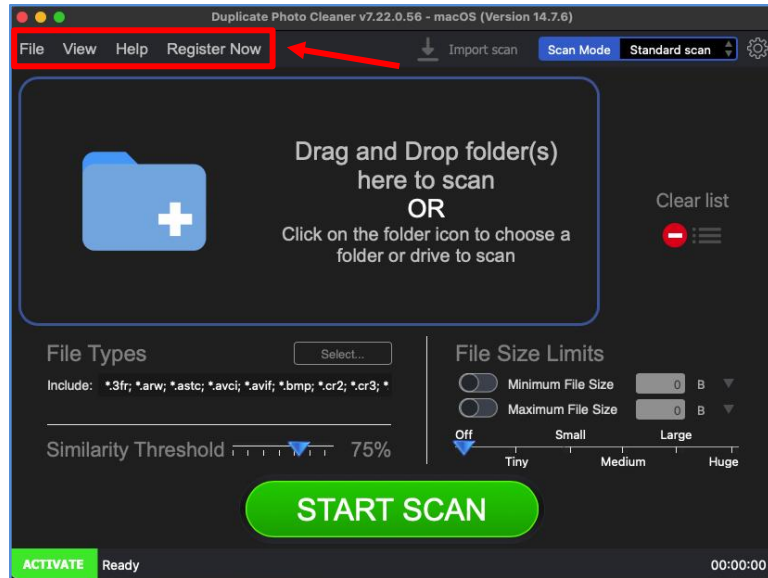 Duplicate Photo Cleaner v7.22.0.56 - macOS (Version 14.7.6)
File View Help Register Now Import scan Scan Mode Standard scan
Drag and Drop folder(s)
here to scan
OR
Click on the folder icon to choose a
folder or drive to scan
Clear list
File Types Select...
Include: *.3fr; *.arw; *.astc; *.avci; *.avif; *.bmp; *.cr2; *.cr3; *.
Similarity Threshold 75%
File Size Limits
Minimum File Size 0 B
Maximum File Size 0 B
Off Small Large
Tiny Medium Huge
START SCAN
ACTIVATE Ready 00:00:00